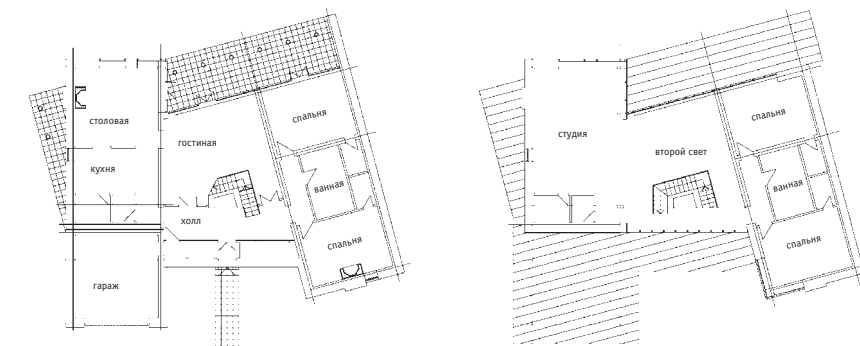 столовая
кухня
гостиная
холл
гараж
спальня
ванная
спальня
студия
второй свет
спальня
ванная
спальня